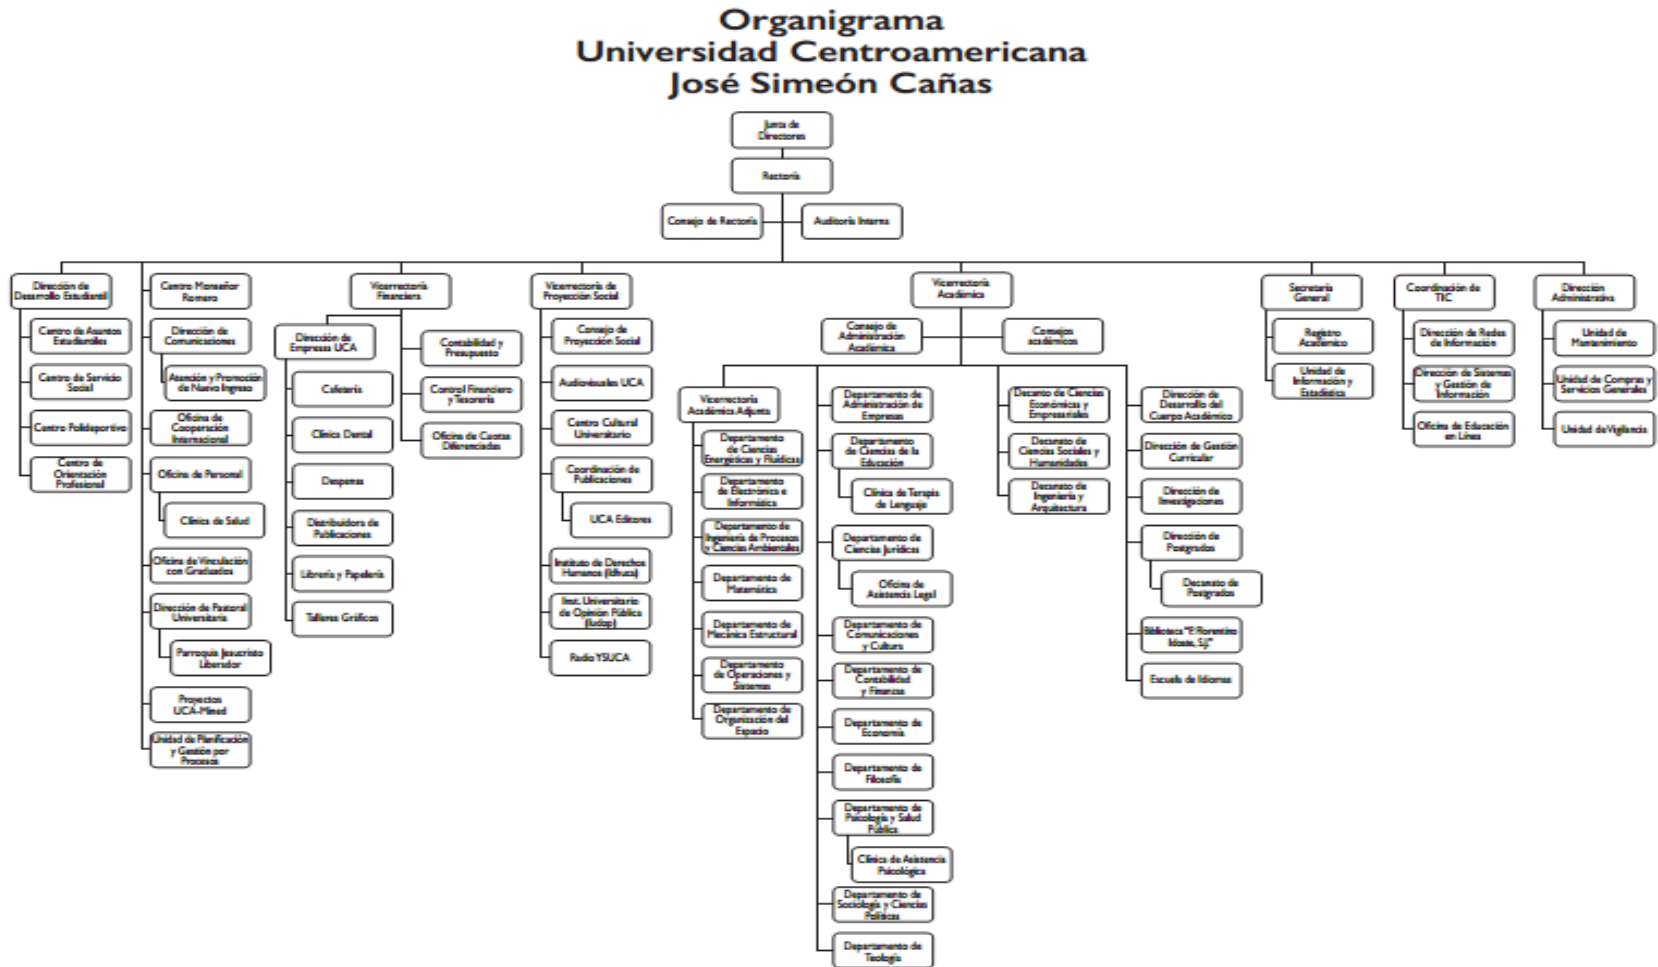 Organigrama
Universidad Centroamericana
José Simeón Cañas
Junta de
Directores
Rectoría
Consejo de Rectoría
Auditoría Interna
Dirección de
Desarrollo Estudiantil
Centro de Asuntos
Estudiantiles
Centro de Servicio
Social
Centro Polideportivo
Centro de
Orientación
Profesional
Centro Monseñor
Romero
Dirección de
Comunicaciones
Atención y Promoción
de Nuevo Ingreso
Oficina de
Cooperación
Internacional
Oficina de Personal
Clínica de Salud
Oficina de Vinculación
con Graduados
Dirección de Pastoral
Universitaria
Parroquia Jesucristo
Liberador
Proyectos
UCA-Mined
Unidad de Planificación
y Gestión por
Procesos
Vicerrectoría
Financiera
Dirección de
Empresas UCA
Cafetería
Clínica Dental
Despensa
Distribuidora de
Publicaciones
Librería y Papelería
Talleres Gráficos
Contabilidad y
Presupuesto
Control Financiero
y Tesorería
Oficina de Cuotas
Diferenciadas
Vicerrectoría de
Proyección Social
Consejo de
Proyección Social
Audiovisuales UCA
Centro Cultural
Universitario
Coordinación de
Publicaciones
UCA Editores
Instituto de Derechos
Humanos (Idhuca)
Inst. Universitario
de Opinión Pública
(Iudop)
Radio YSUCA
Vicerrectoría
Académica
Consejo de
Administración
Académica
Consejos
académicos
Vicerrectoría
Académica Adjunta
Departamento
de Ciencias
Energéticas y Fluídicas
Departamento
de Electrónica e
Informática
Departamento de
Ingeniería de Procesos
y Ciencias Ambientales
Departamento de
Matemática
Departamento de
Mecánica Estructural
Departamento
de Operaciones y
Sistemas
Departamento de
Organización del
Espacio
Departamento de
Administración de
Empresas
Departamento
de Ciencias de la
Educación
Clínica de Terapia
de Lenguaje
Departamento de
Ciencias Jurídicas
Oficina de
Asistencia Legal
Departamento de
Comunicaciones
y Cultura
Departamento de
Contabilidad
y Finanzas
Departamento de
Economía
Departamento de
Filosofía
Departamento de
Psicología y Salud
Pública
Clínica de Asistencia
Psicológica
Departamento de
Sociología y Ciencias
Políticas
Departamento de
Teología
Decanto de Ciencias
Económicas y
Empresariales
Decanato de
Ciencias Sociales y
Humanidades
Decanato de
Ingeniería y
Arquitectura
Dirección de
Desarrollo del
Cuerpo Académico
Dirección de Gestión
Curricular
Dirección de
Investigaciones
Dirección de
Postgrados
Decanato de
Postgrados
Biblioteca "P. Florentino
Idoate, S.J."
Escuela de Idiomas
Secretaría
General
Registro
Académico
Unidad de
Información y
Estadística
Coordinación de
TIC
Dirección de Redes
de Información
Dirección de Sistemas
y Gestión de
Información
Oficina de Educación
en Línea
Dirección
Administrativa
Unidad de
Mantenimiento
Unidad de Compras y
Servicios Generales
Unidad de Vigilancia